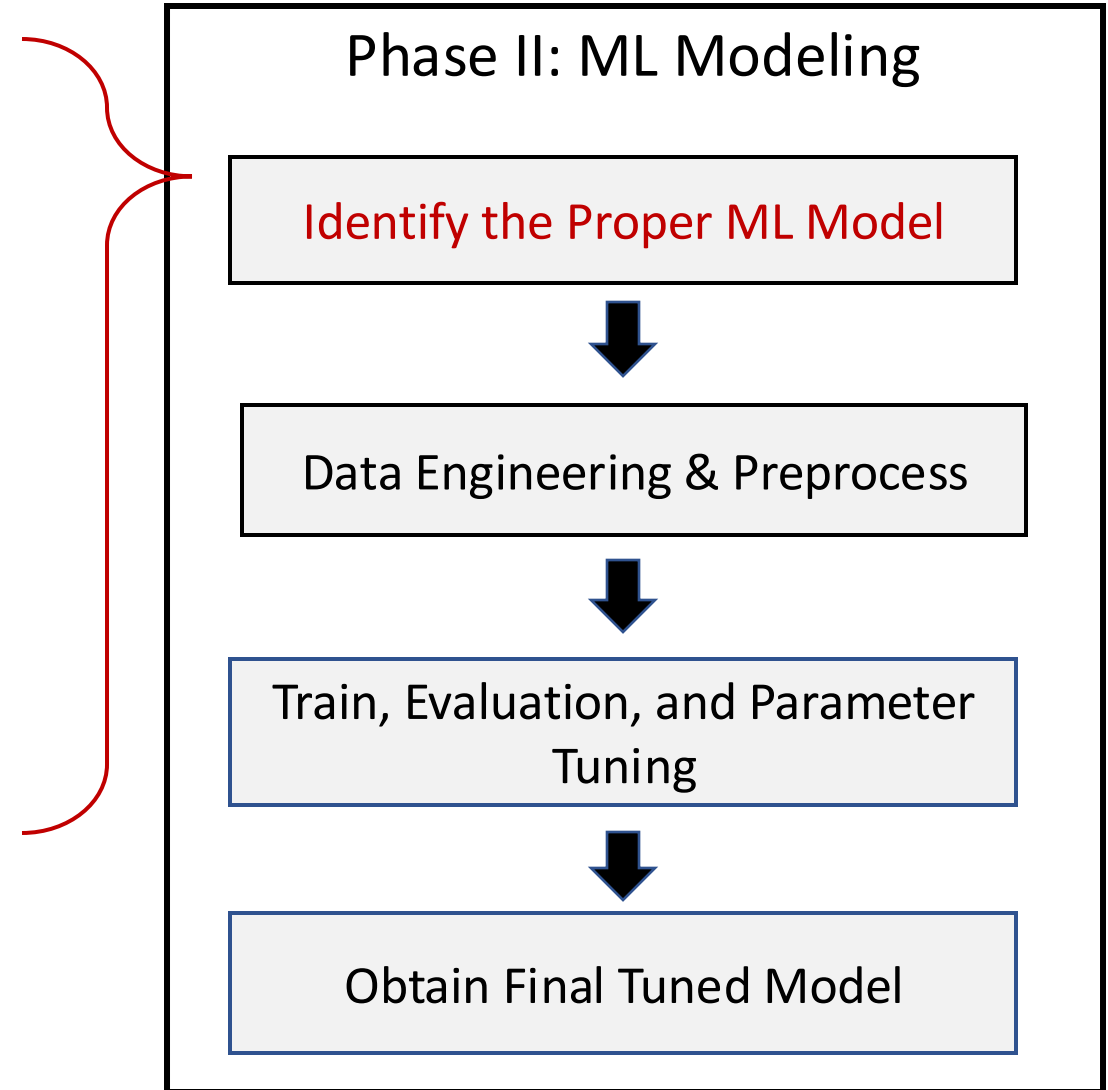 Phase II: ML Modeling
Identify the Proper ML Model
Data Engineering & Preprocess
Train, Evaluation, and Parameter
Tuning
Obtain Final Tuned Model